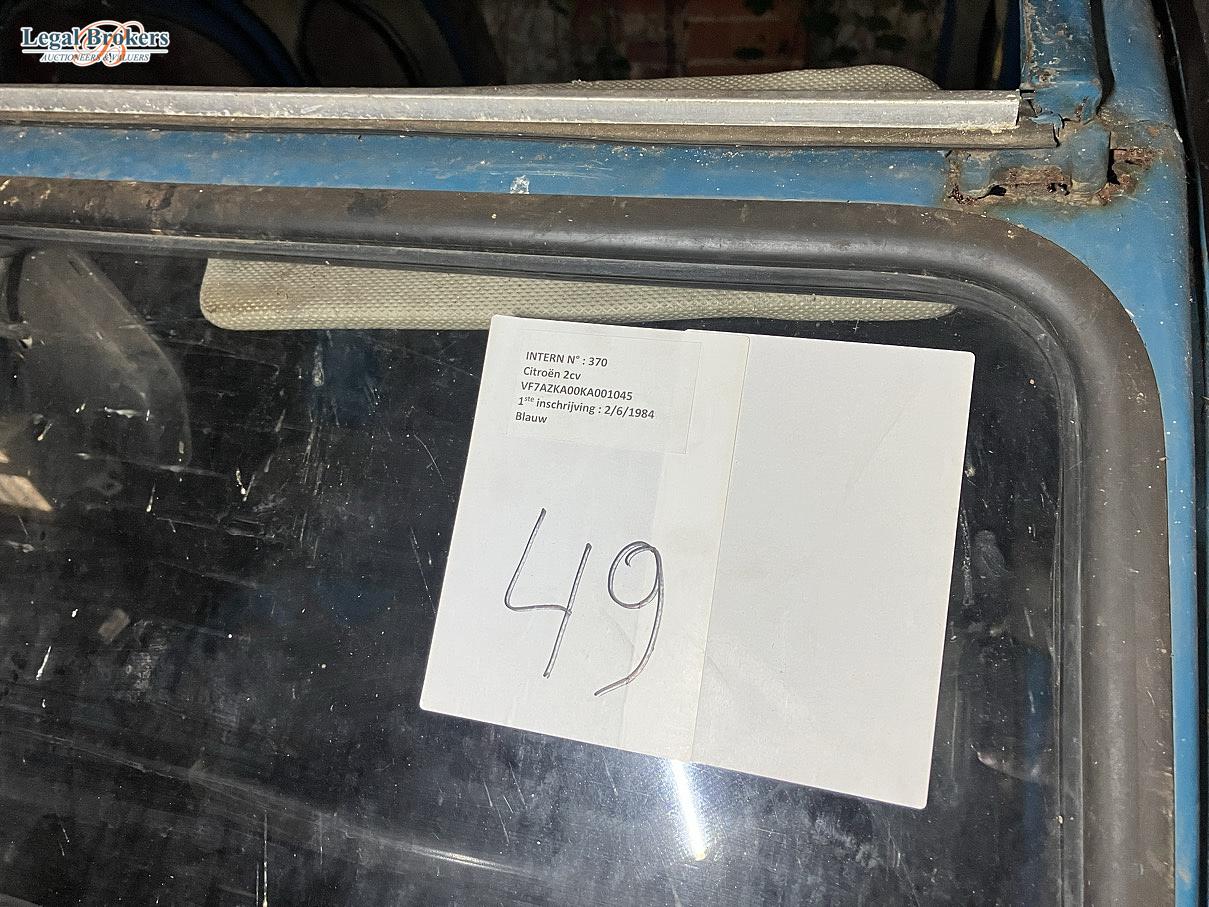 Legal Brokers
AUCTIONEERS & VALUERS
INTERN N° : 370
Citroën 2cv
VF7AZKA00KA001045
1ste inschrijving : 2/6/1984
Blauw
49